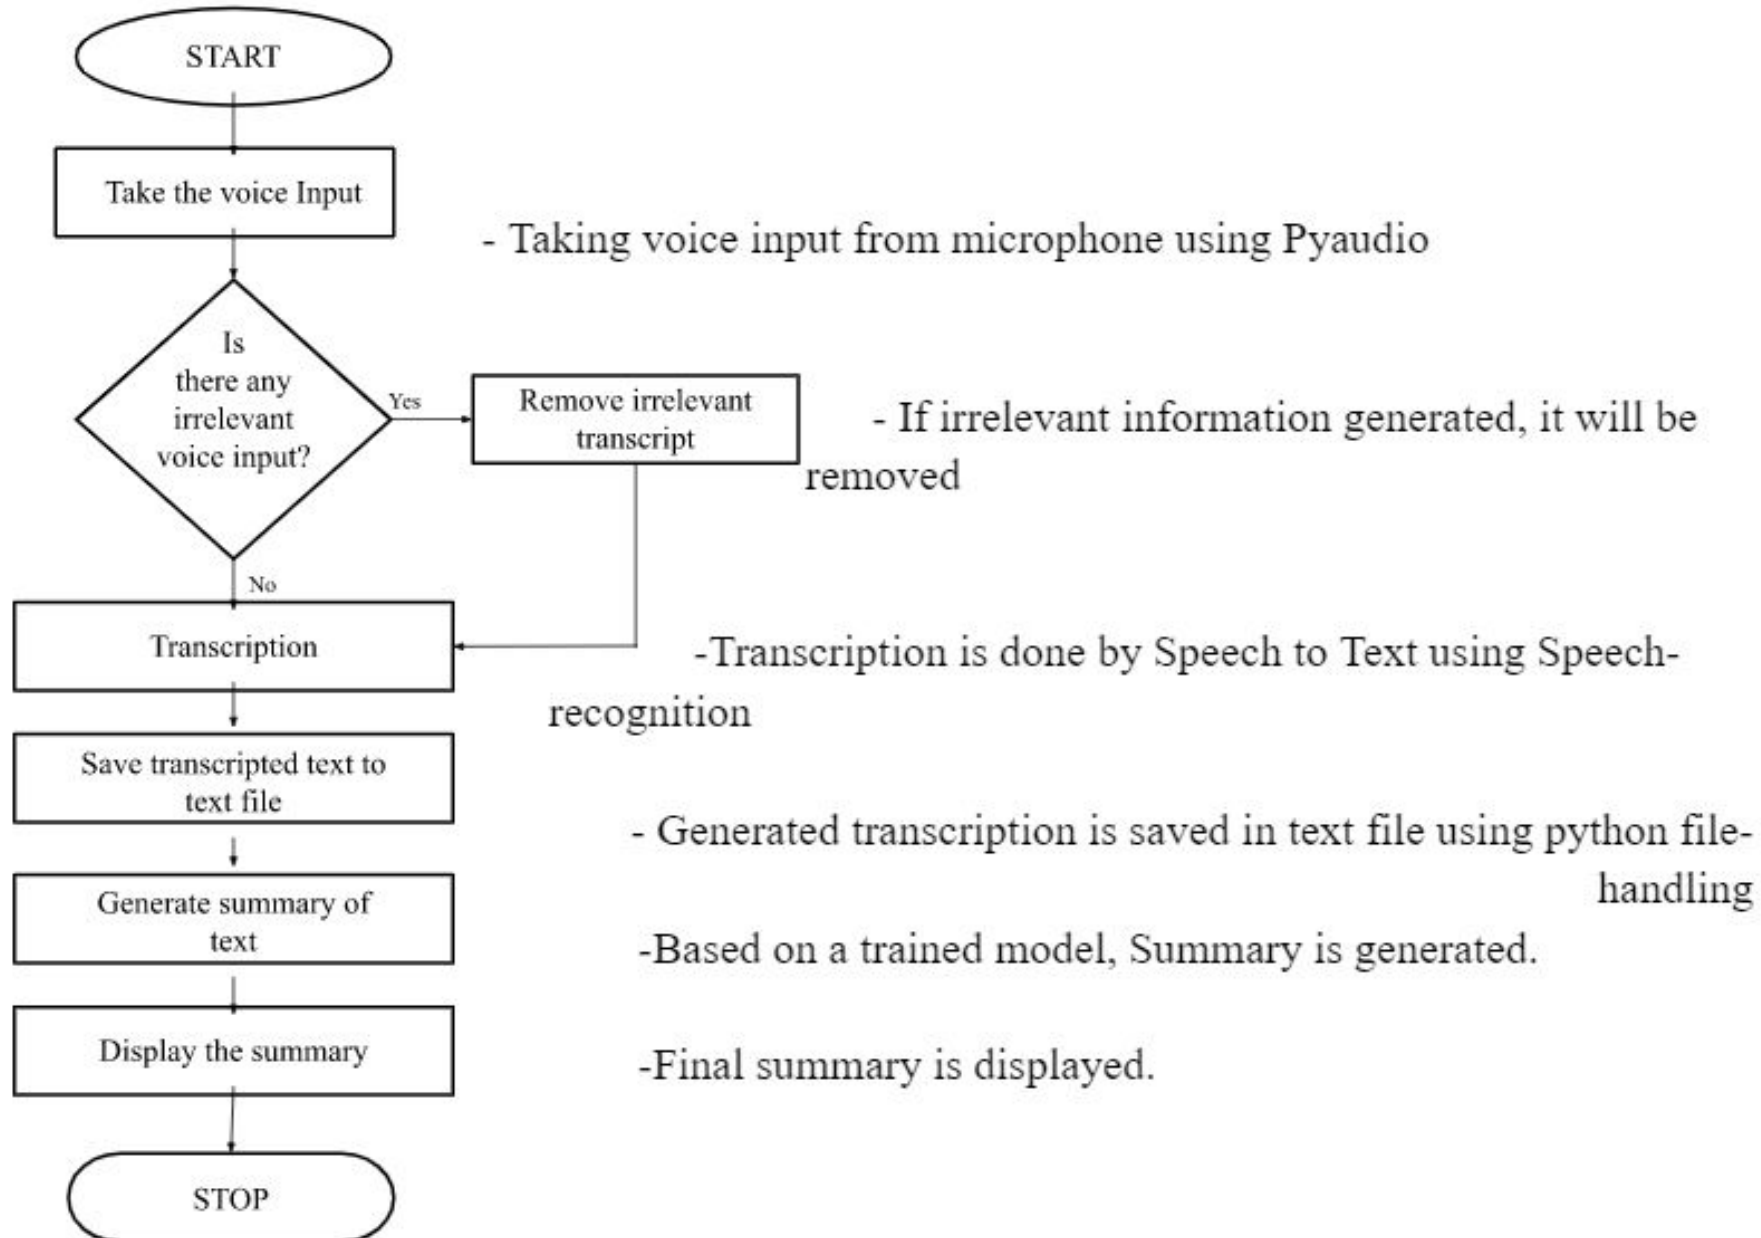 START
Take the voice Input
- Taking voice input from microphone using Pyaudio
Is
there any
irrelevant
voice input?
Yes
Remove irrelevant
transcript
- If irrelevant information generated, it will be
removed
No
Transcription
-Transcription is done by Speech to Text using Speech-
recognition
Save transcripted text to
text file
- Generated transcription is saved in text file using python file-
handling
Generate summary of
text
-Based on a trained model, Summary is generated.
Display the summary
-Final summary is displayed.
STOP